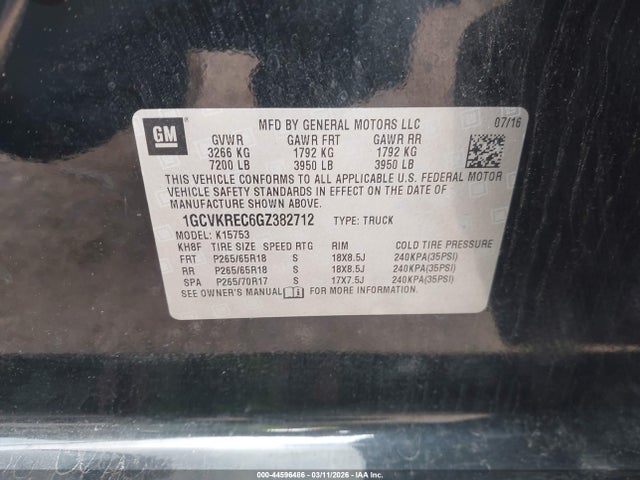 GM
MFD BY GENERAL MOTORS LLC 07/16
GVWR GAWR FRT GAWR RR
3266 KG 1792 KG 1792 KG
7200 LB 3950 LB 3950 LB
THIS VEHICLE CONFORMS TO ALL APPLICABLE U.S. FEDERAL MOTOR
VEHICLE SAFETY STANDARDS IN EFFECT ON THE DATE OF
MANUFACTURE SHOWN ABOVE.
1GCVKREC6GZ382712 TYPE: TRUCK
MODEL: K15753
KH8F TIRE SIZE SPEED RTG RIM COLD TIRE PRESSURE
FRT P265/65R18 S 18X8.5J 240KPA(35PSI)
RR P265/65R18 S 18X8.5J 240KPA(35PSI)
SPA P265/70R17 S 17X7.5J 240KPA(35PSI)
SEE OWNER'S MANUAL FOR MORE INFORMATION.
000-44596486 - 03/11/2026 - IAA Inc.